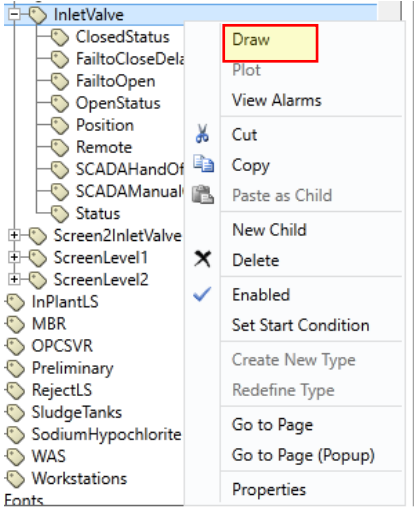 InletValve
ClosedStatus
FailtoCloseDela
FailtoOpen
OpenStatus
Position
Remote
SCADAHandOf
SCADAManual
Status
Screen2InletValve
ScreenLevel1
ScreenLevel2
InPlantLS
MBR
OPCSVR
Preliminary
RejectLS
SludgeTanks
SodiumHypochlorite
WAS
Workstations
Fonts
Draw
Plot
View Alarms
Cut
Copy
Paste as Child
New Child
Delete
Enabled
Set Start Condition
Create New Type
Redefine Type
Go to Page
Go to Page (Popup)
Properties